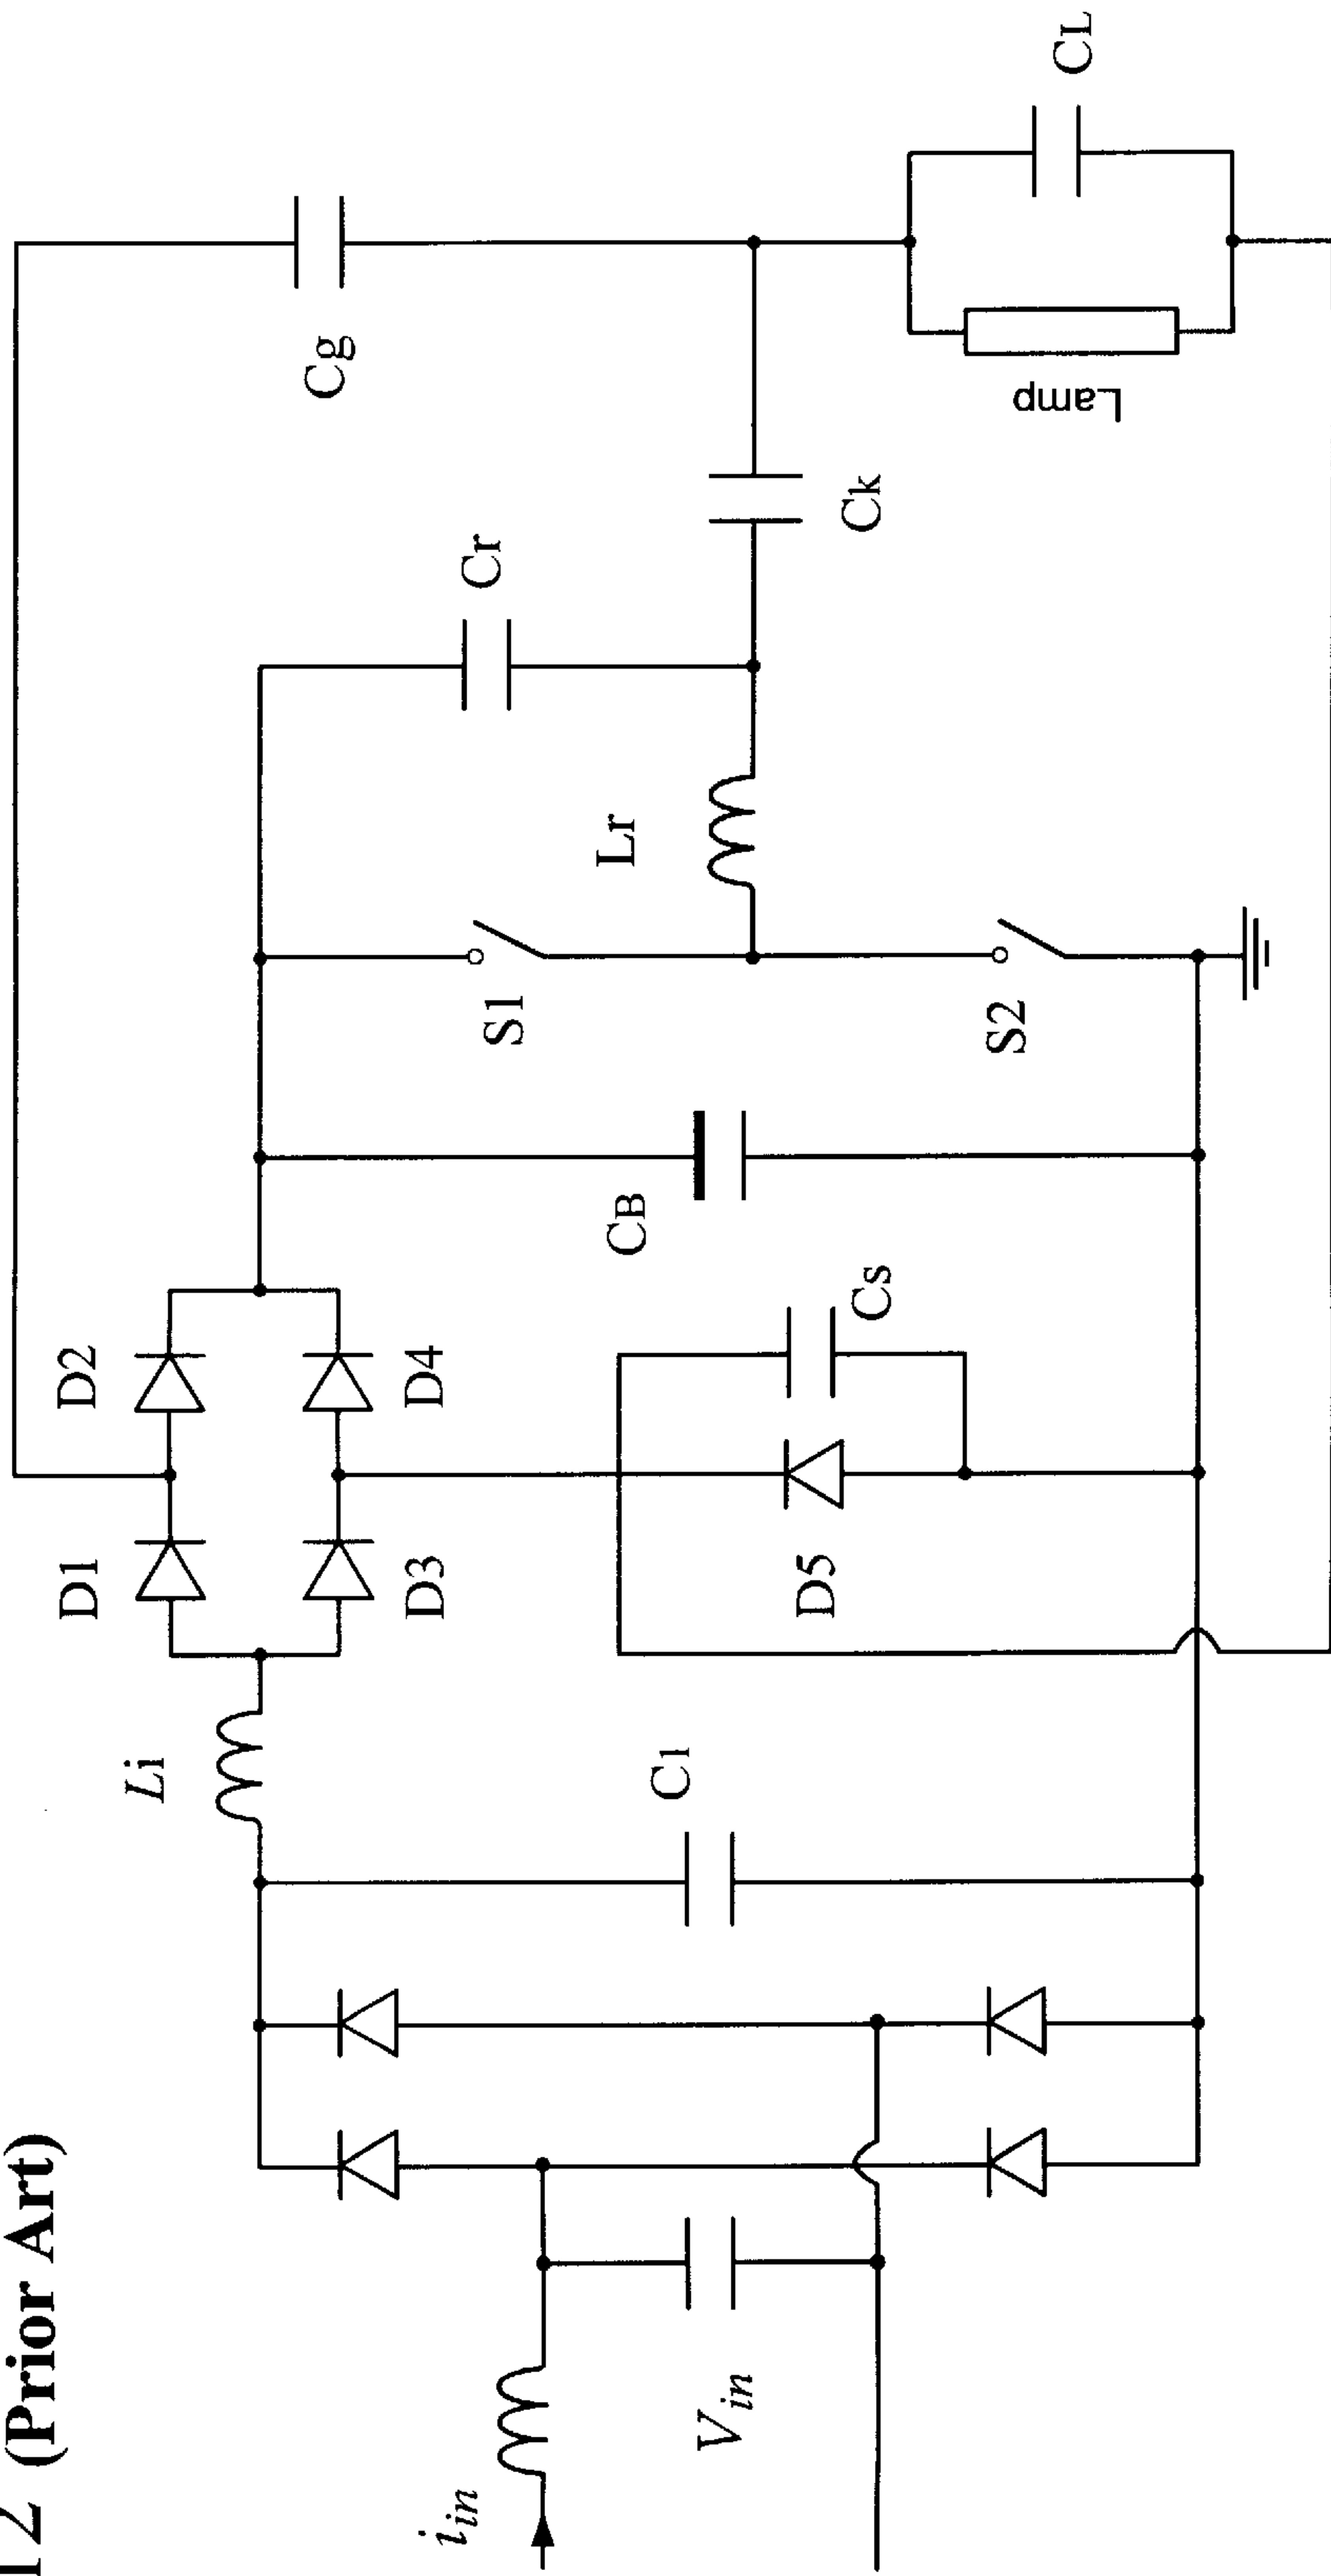 12 (Prior Art)
i_in
V_in
Li
C1
D1
D2
D3
D4
D5
Cs
CB
S1
S2
Lr
Cr
Ck
Cg
Lamp
CL